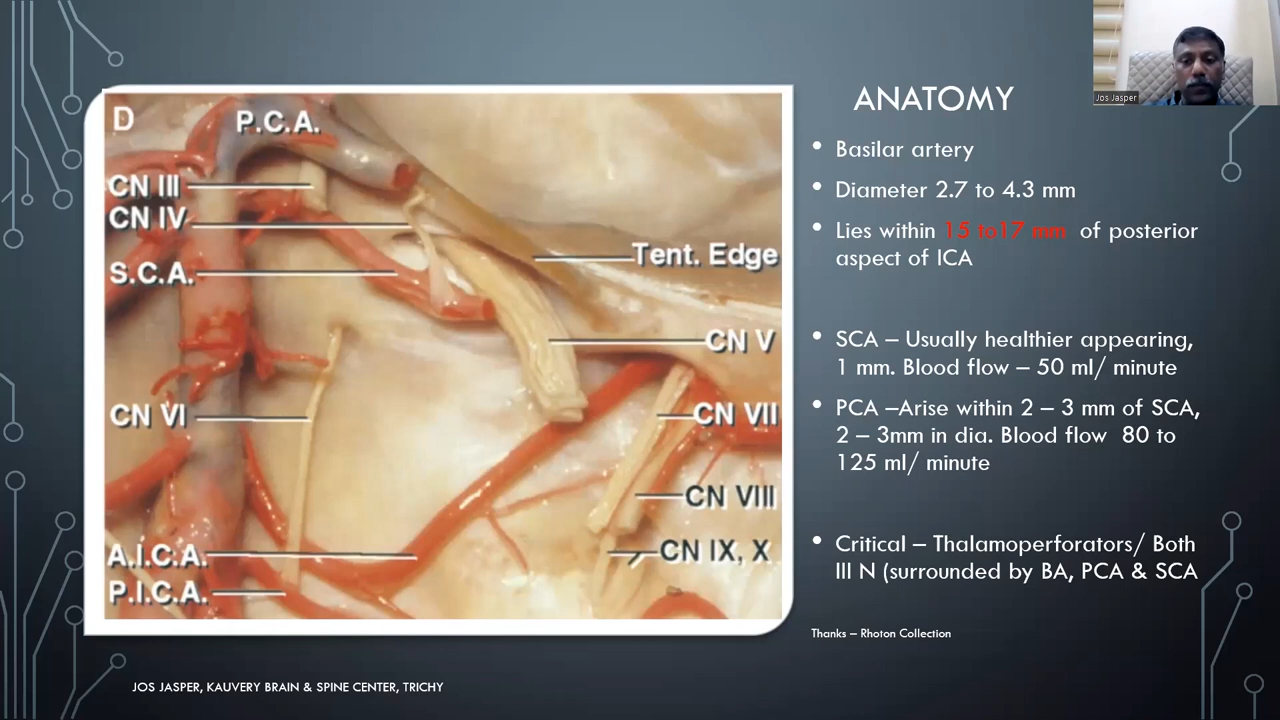 D
P.C.A.
CN III
CN IV
S.C.A.
Tent. Edge
CN V
CN VI
CN VII
CN VIII
A.I.C.A.
CN IX, X
P.I.C.A.
Jos Jasper
ANATOMY
• Basilar artery
• Diameter 2.7 to 4.3 mm
• Lies within 15 to17 mm of posterior
aspect of ICA
• SCA – Usually healthier appearing,
1 mm. Blood flow – 50 ml/ minute
• PCA –Arise within 2 – 3 mm of SCA,
2 – 3mm in dia. Blood flow 80 to
125 ml/ minute
• Critical – Thalamoperforators/ Both
III N (surrounded by BA, PCA & SCA
Thanks – Rhoton Collection
JOS JASPER, KAUVERY BRAIN & SPINE CENTER, TRICHY